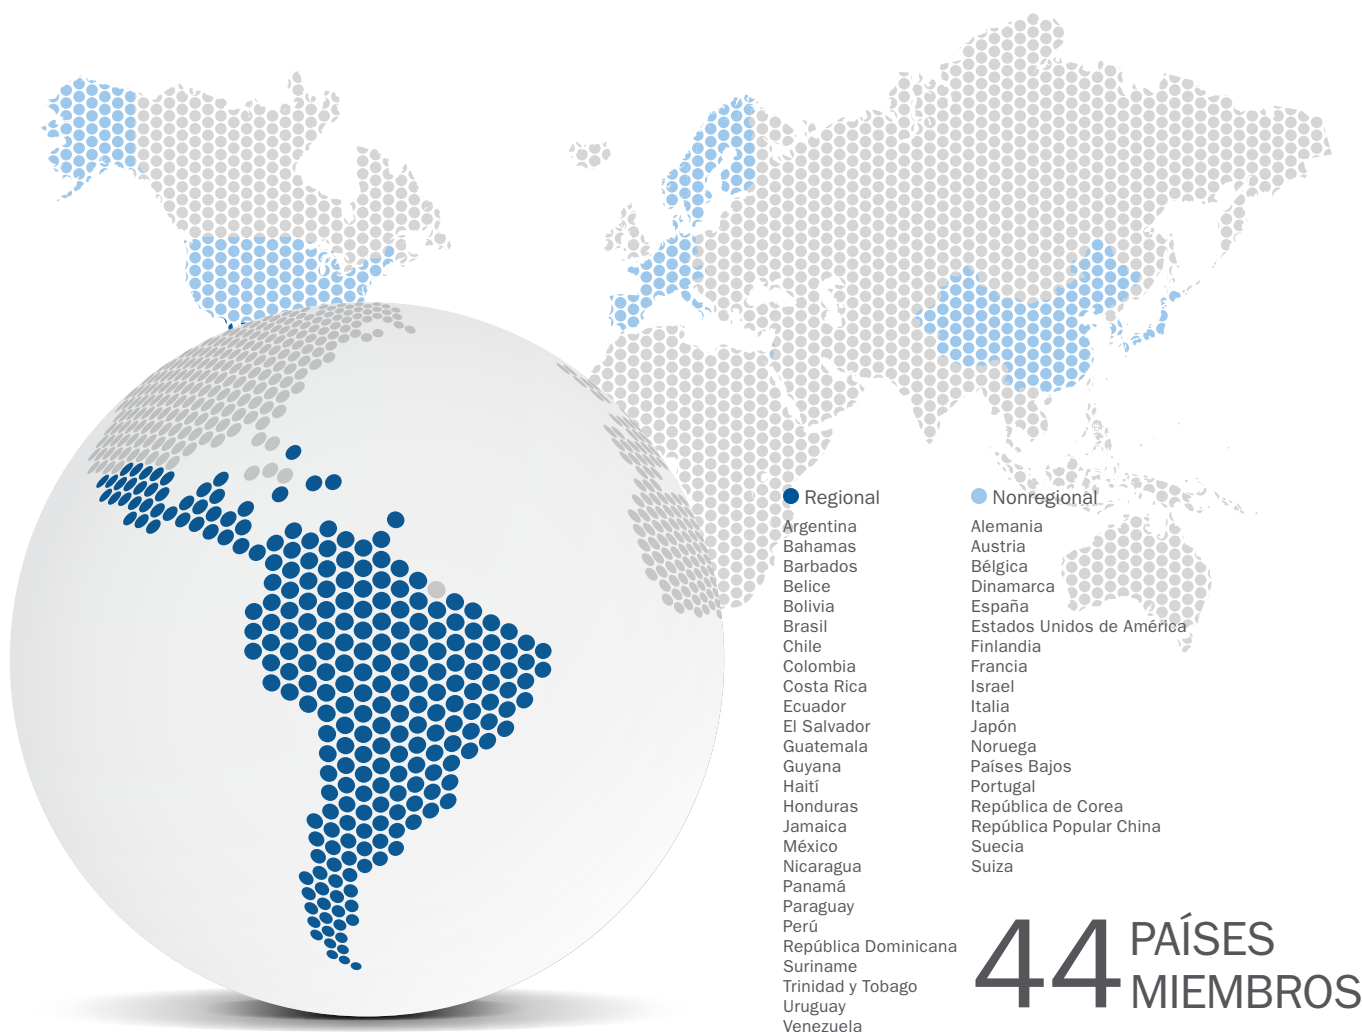 Regional
Argentina
Bahamas
Barbados
Belice
Bolivia
Brasil
Chile
Colombia
Costa Rica
Ecuador
El Salvador
Guatemala
Guyana
Haití
Honduras
Jamaica
México
Nicaragua
Panamá
Paraguay
Perú
República Dominicana
Suriname
Trinidad y Tobago
Uruguay
Venezuela
Nonregional
Alemania
Austria
Bélgica
Dinamarca
España
Estados Unidos de América
Finlandia
Francia
Israel
Italia
Japón
Noruega
Países Bajos
Portugal
República de Corea
República Popular China
Suecia
Suiza
44 PAÍSES
MIEMBROS